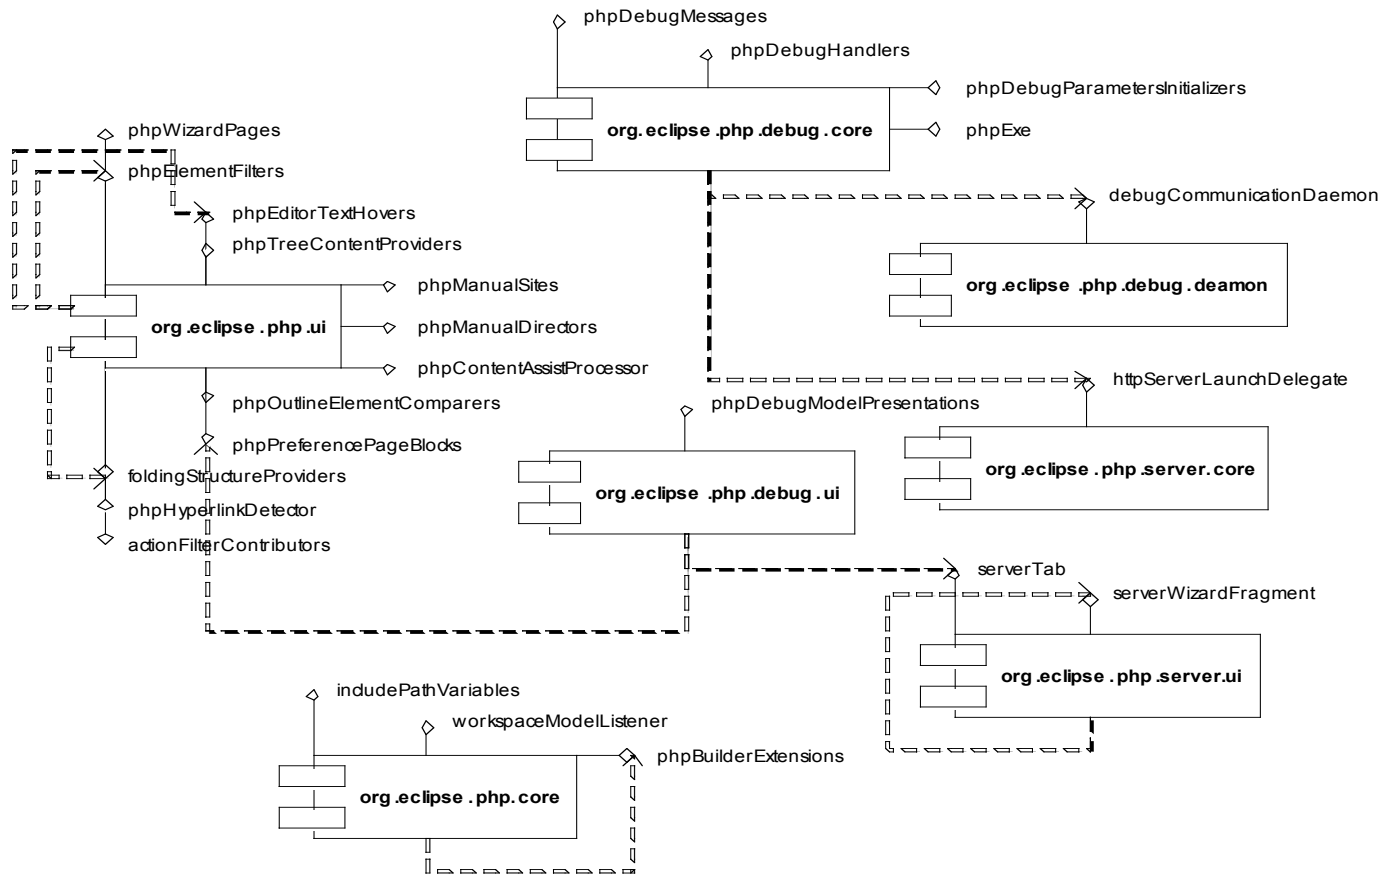 phpDebugMessages
phpDebugHandlers
phpDebugParametersInitializers
org.eclipse.php.debug.core
phpExe
phpWizardPages
phpElementFilters
debugCommunicationDaemon
phpEditorTextHovers
phpTreeContentProviders
org.eclipse.php.debug.deamon
phpManualSites
org.eclipse.php.ui
phpManualDirectors
phpContentAssistProcessor
httpServerLaunchDelegate
phpOutlineElementComparers
phpDebugModelPresentations
phpPreferencePageBlocks
org.eclipse.php.server.core
foldingStructureProviders
org.eclipse.php.debug.ui
phpHyperlinkDetector
actionFilterContributors
serverTab
serverWizardFragment
org.eclipse.php.server.ui
includePathVariables
workspaceModelListener
phpBuilderExtensions
org.eclipse.php.core